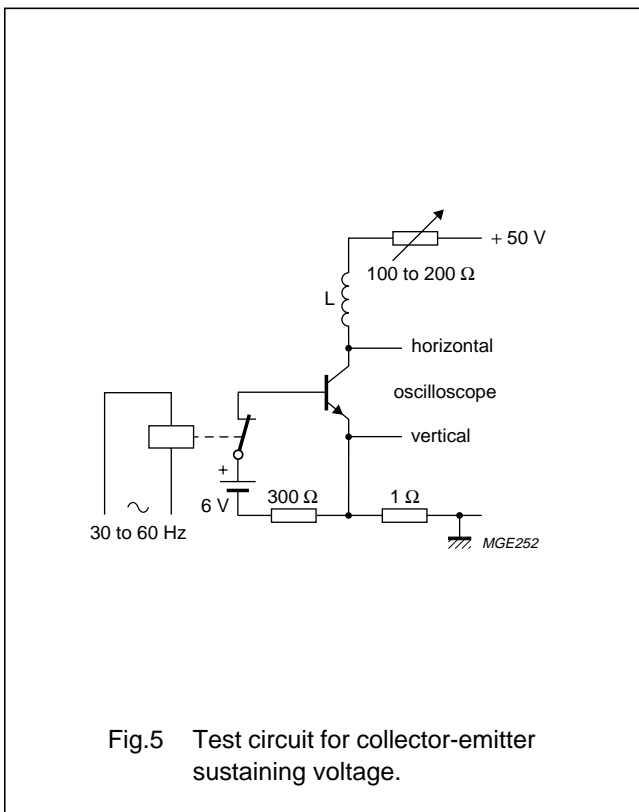 + 50 V
100 to 200 Ω
L
horizontal
oscilloscope
vertical
+
6 V
300 Ω
1 Ω
30 to 60 Hz
MGE252
Fig.5 Test circuit for collector-emitter
sustaining voltage.